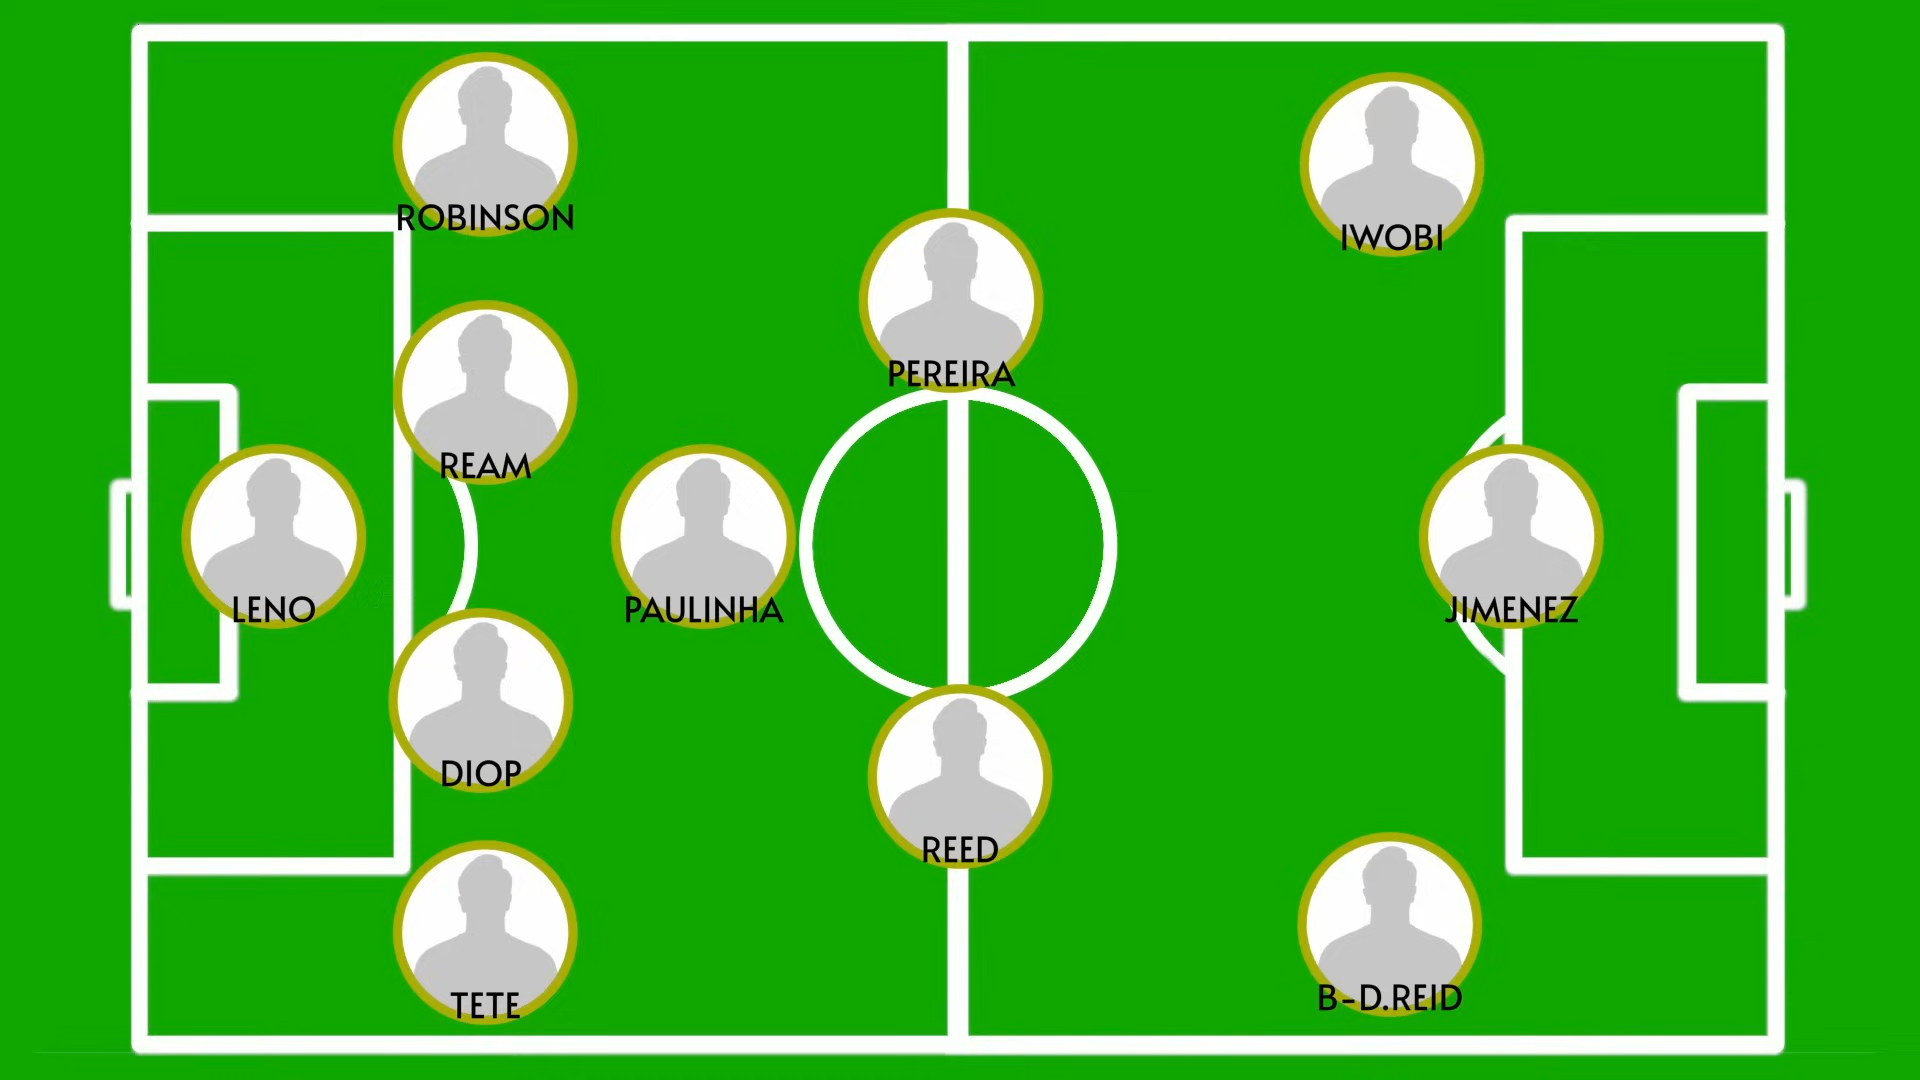 ROBINSON
IWOBI
PEREIRA
REAM
LENO
PAULINHA
JIMENEZ
DIOP
REED
TETE
B-D.REID